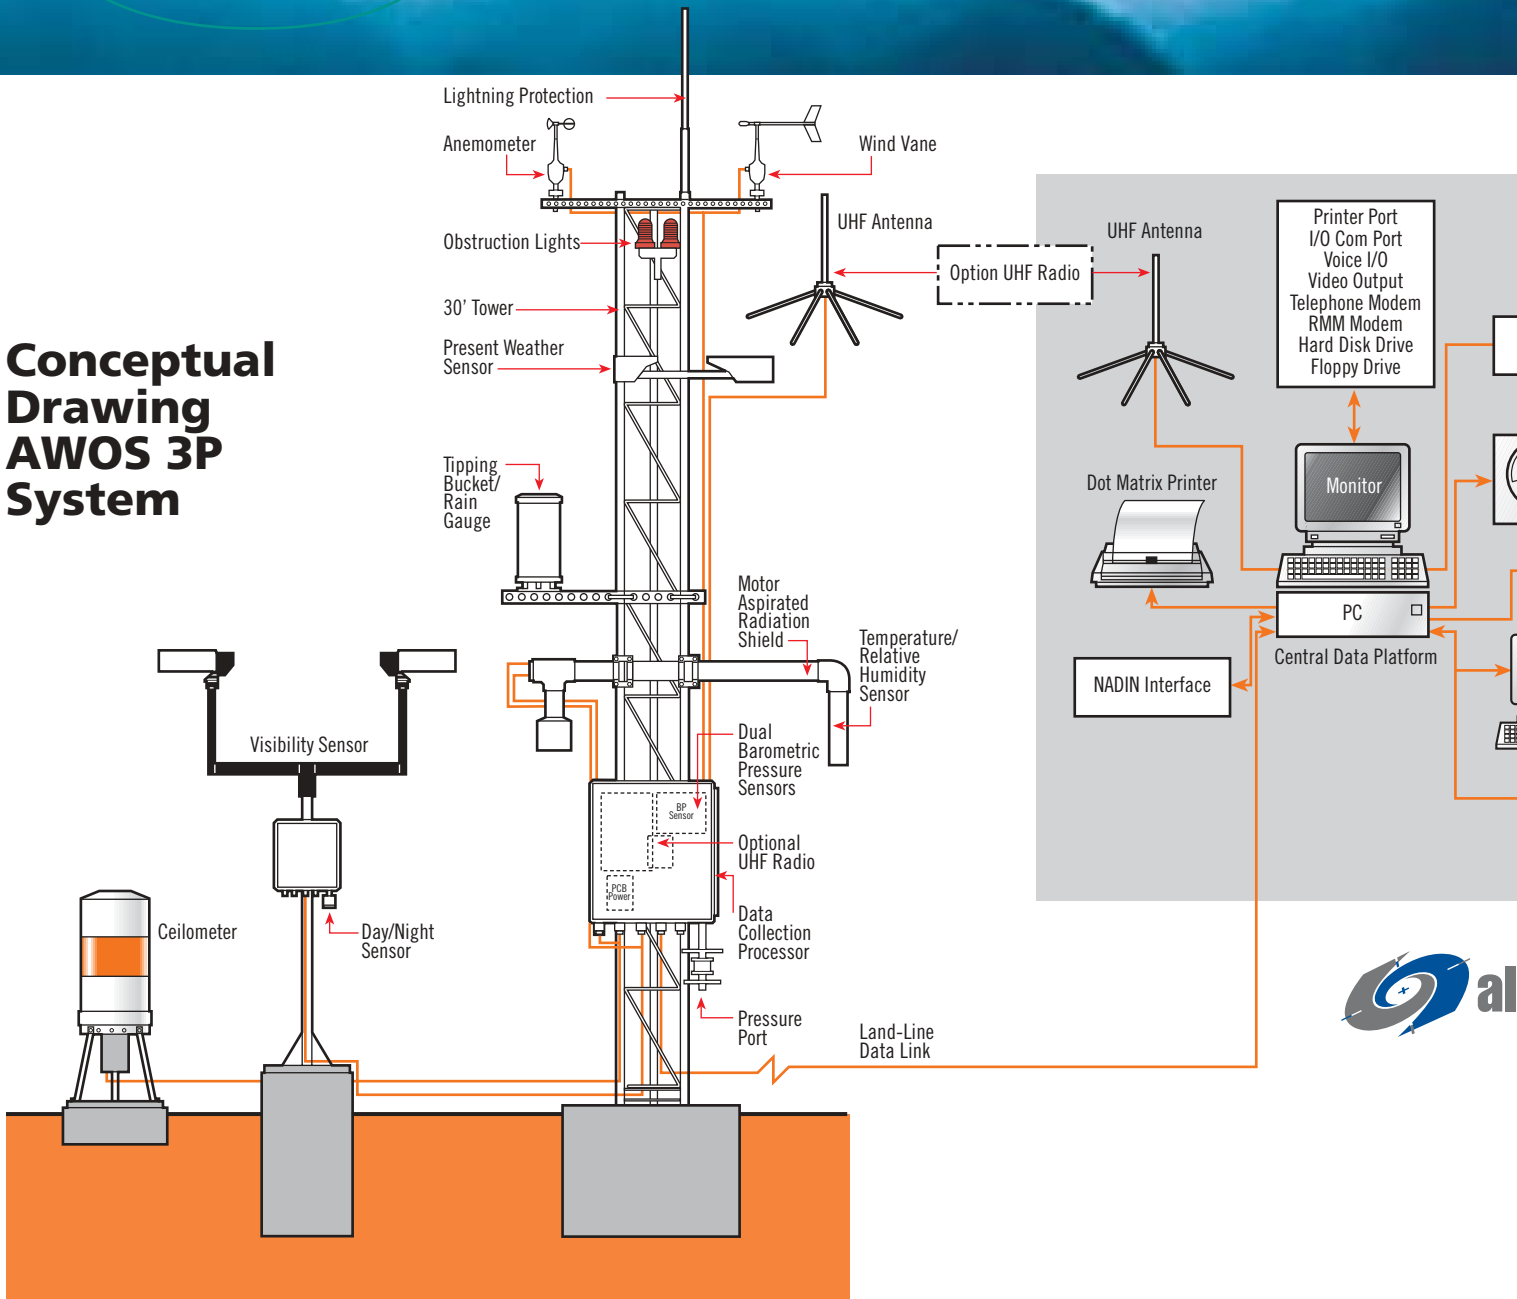 Conceptual
Drawing
AWOS 3P
System
Lightning Protection
Anemometer
Wind Vane
Obstruction Lights
UHF Antenna
Option UHF Radio
30’ Tower
Present Weather
Sensor
Tipping
Bucket/
Rain
Gauge
Motor
Aspirated
Radiation
Shield
Temperature/
Relative
Humidity
Sensor
Visibility Sensor
Dual
Barometric
Pressure
Sensors
BP
Sensor
Optional
UHF Radio
PCB
Power
Data
Collection
Processor
Ceilometer
Day/Night
Sensor
Pressure
Port
Land-Line
Data Link
UHF Antenna
Printer Port
I/O Com Port
Voice I/O
Video Output
Telephone Modem
RMM Modem
Hard Disk Drive
Floppy Drive
Dot Matrix Printer
Monitor
PC
Central Data Platform
NADIN Interface
al